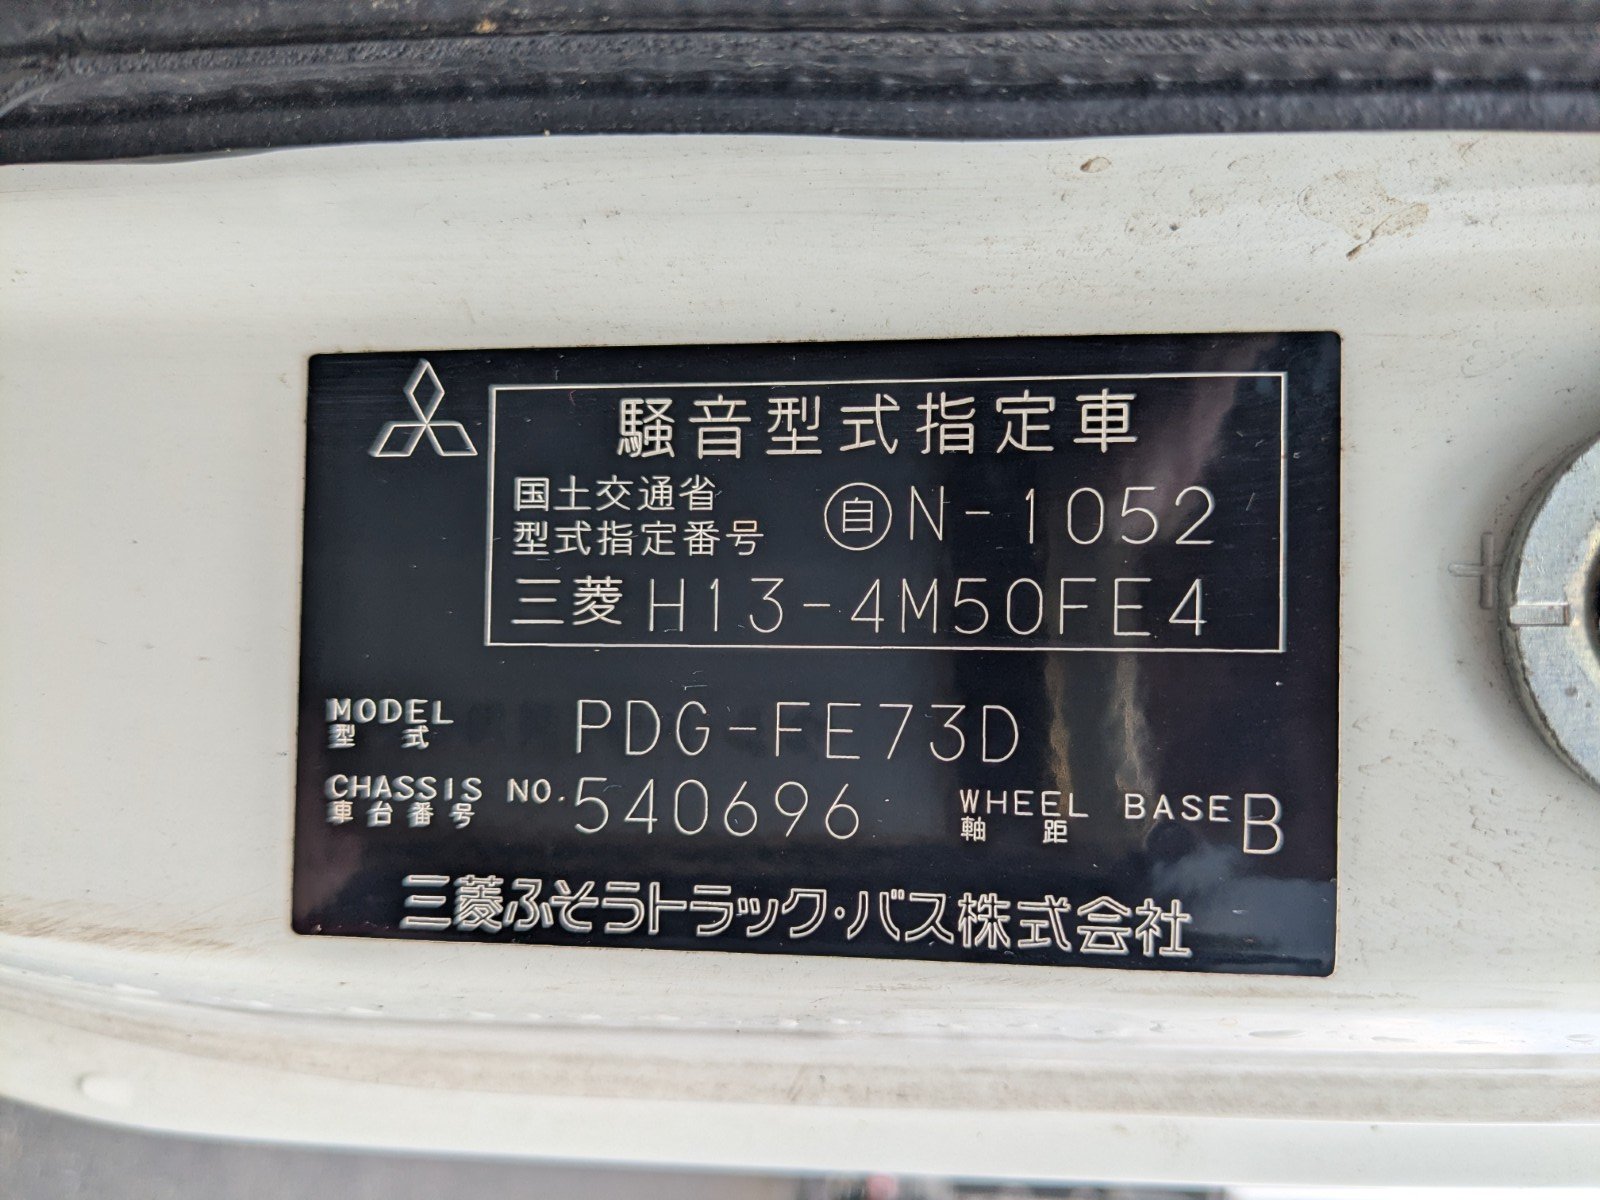 騒音型式指定車
国土交通省
型式指定番号 ㊀自N-1052
三菱 H13-4M50FE4
MODEL PDG-FE73D
型式
CHASSIS NO. 540696 WHEEL BASE B
車台番号 軸距
三菱ふそうトラック・バス株式会社